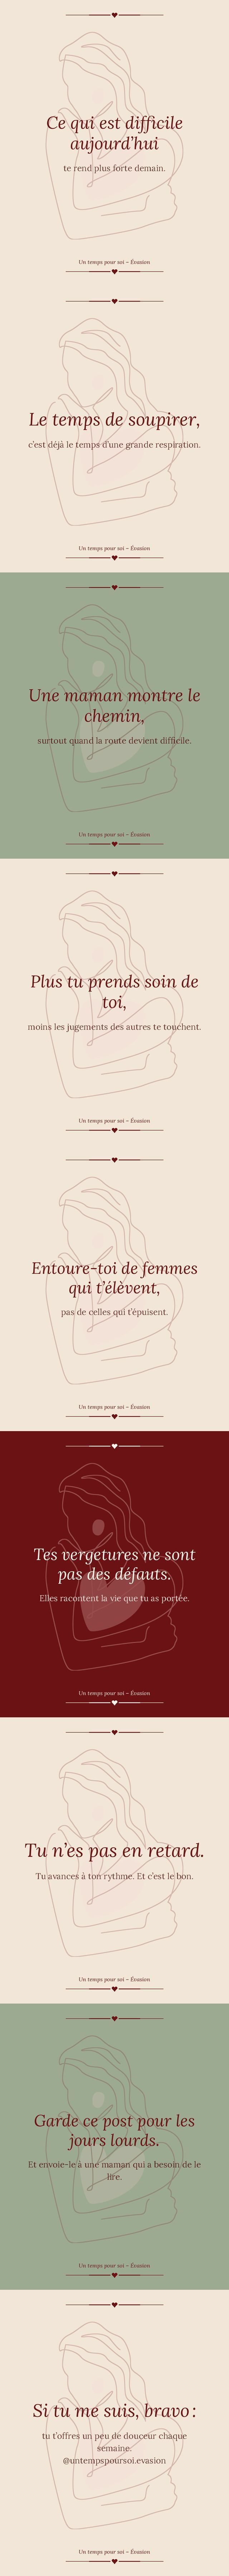 Ce qui est difficile
aujourd’hui
te rend plus forte demain.
Un temps pour soi – Évasion
Le temps de soupirer,
c’est déjà le temps d’une grande respiration.
Un temps pour soi – Évasion
Une maman montre le
chemin,
surtout quand la route devient difficile.
Un temps pour soi – Évasion
Plus tu prends soin de
toi,
moins les jugements des autres te touchent.
Un temps pour soi – Évasion
Entoure-toi de femmes
qui t’élèvent,
pas de celles qui t’épuisent.
Un temps pour soi – Évasion
Tes vergetures ne sont
pas des défauts.
Elles racontent la vie que tu as portée.
Un temps pour soi – Évasion
Tu n’es pas en retard.
Tu avances à ton rythme. Et c’est le bon.
Un temps pour soi – Évasion
Garde ce post pour les
jours lourds.
Et envoie-le à une maman qui a besoin de le
lire.
Un temps pour soi – Évasion
Si tu me suis, bravo :
tu t’offres un peu de douceur chaque
semaine.
@untempspoursoi.evasion
Un temps pour soi – Évasion